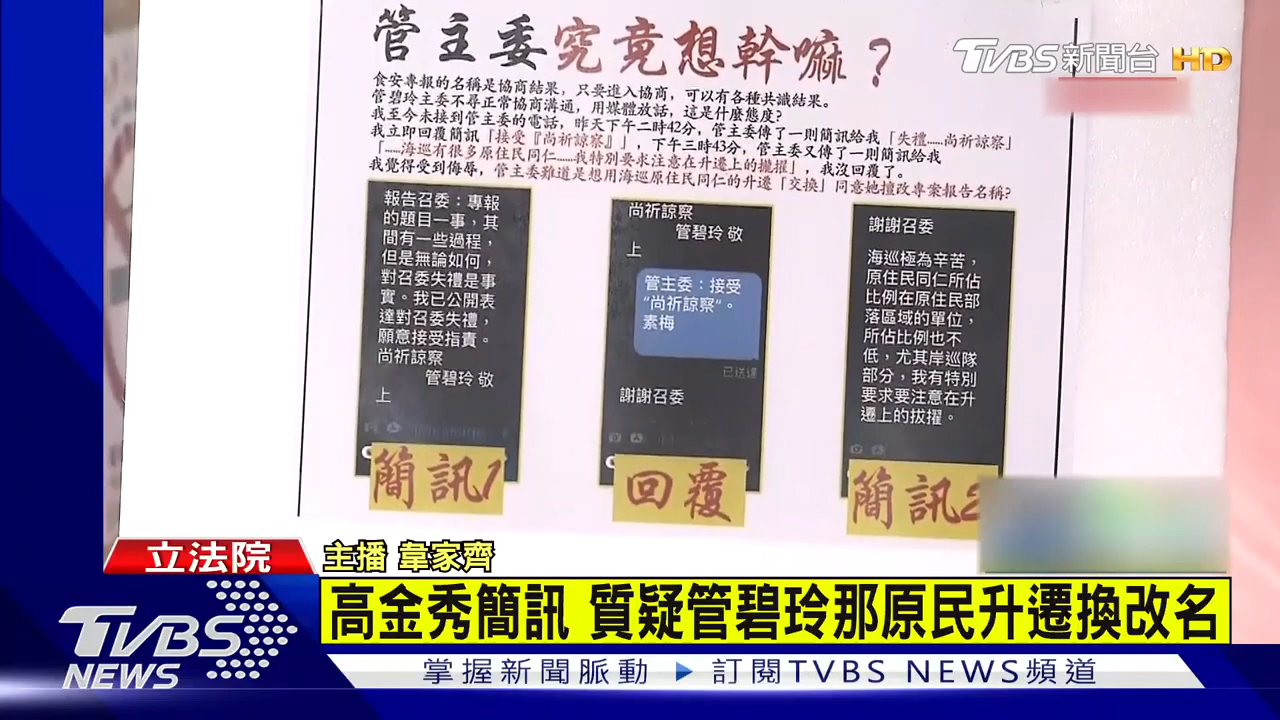 管主委究竟想幹嘛？
TVBS新聞台 HD
食安專報的名稱是協商結果，只要進入協商，可以有各種共識結果。
管碧玲主委不尋正常協商溝通，用媒體放話，這是什麼態度?
我至今未接到管主委的電話，昨天下午二時42分，管主委傳了一則簡訊給我「失禮……尚祈諒察」
我立即回覆簡訊「接受『尚祈諒察』」，下午三時43分，管主委又傳了一則簡訊給我
「……海巡有很多原住民同仁……我特別要求注意在升遷上的攏擢」，我沒回覆了。
我覺得受到侮辱，管主委難道是想用海巡原住民同仁的升遷「交換」同意她擅改專案報告名稱?
報告召委：專報
的題目一事，其
間有一些過程，
但是無論如何，
對召委失禮是事
實。我已公開表
達對召委失禮，
願意接受指責。
尚祈諒察
管碧玲 敬
上
簡訊1
尚祈諒察
管碧玲 敬
上
管主委：接受
“尚祈諒察“。
素梅
已送達
謝謝召委
回覆
謝謝召委
海巡極為辛苦，
原住民同仁所佔
比例在原住民部
落區域的單位，
所佔比例也不
低，尤其岸巡隊
部分，我有特別
要求要注意在升
遷上的拔擢。
簡訊2
立法院
主播 韋家齊
高金秀簡訊 質疑管碧玲那原民升遷換改名
TVBS NEWS
掌握新聞脈動 ▶ 訂閱TVBS NEWS頻道